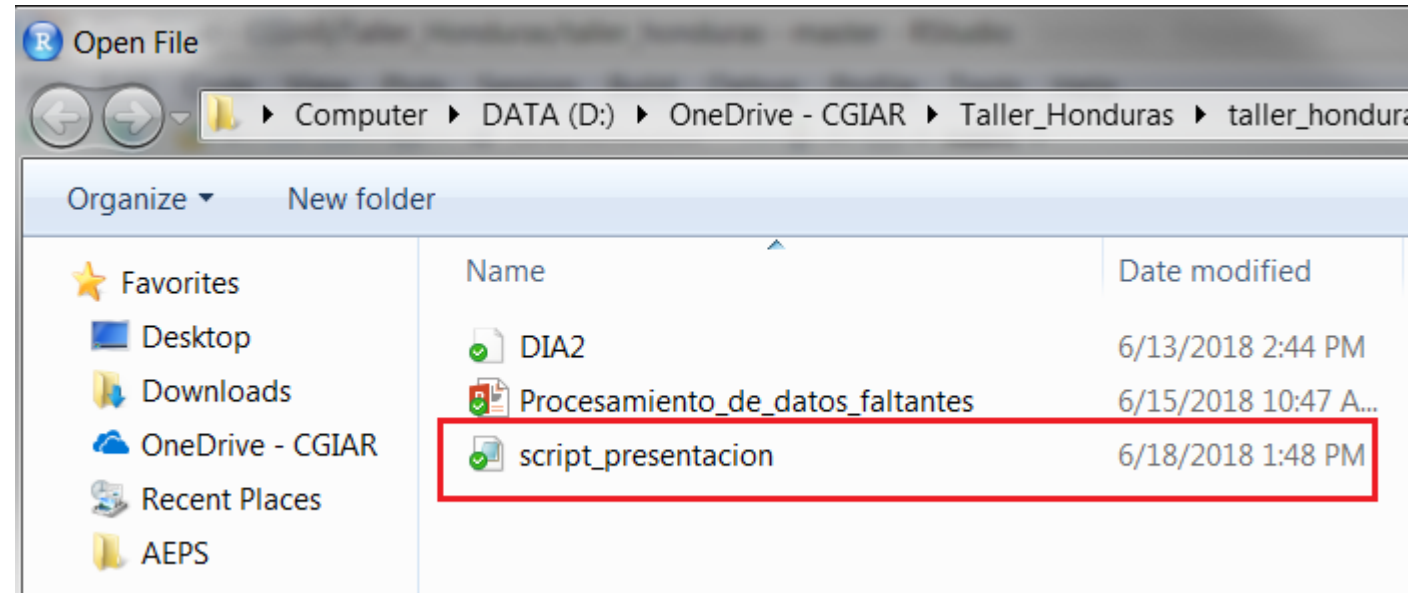 R Open File
Computer DATA (D:) OneDrive - CGIAR Taller_Honduras taller_hondura
Organize New folder
Name Date modified
Favorites
Desktop
Downloads
OneDrive - CGIAR
Recent Places
AEPS
DIA2 6/13/2018 2:44 PM
Procesamiento_de_datos_faltantes 6/15/2018 10:47 A...
script_presentacion 6/18/2018 1:48 PM